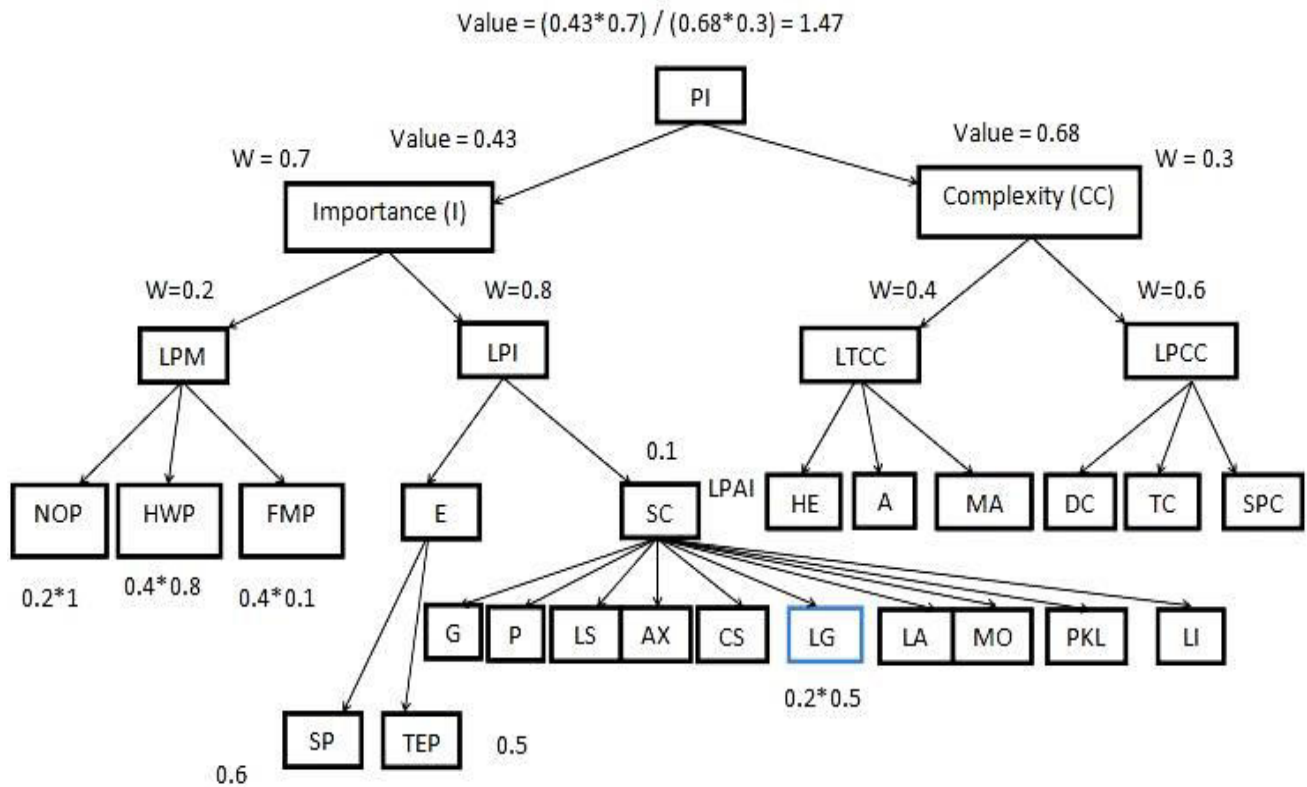 Value = (0.43*0.7) / (0.68*0.3) = 1.47
PI
Value = 0.43
Value = 0.68
W = 0.7
W = 0.3
Importance (I)
Complexity (CC)
W=0.2
W=0.8
W=0.4
W=0.6
LPM
LPI
LTCC
LPCC
0.1
LPAI
NOP
HWP
FMP
E
SC
HE
A
MA
DC
TC
SPC
0.2*1
0.4*0.8
0.4*0.1
G
P
LS
AX
CS
LG
LA
MO
PKL
LI
0.2*0.5
SP
TEP
0.5
0.6